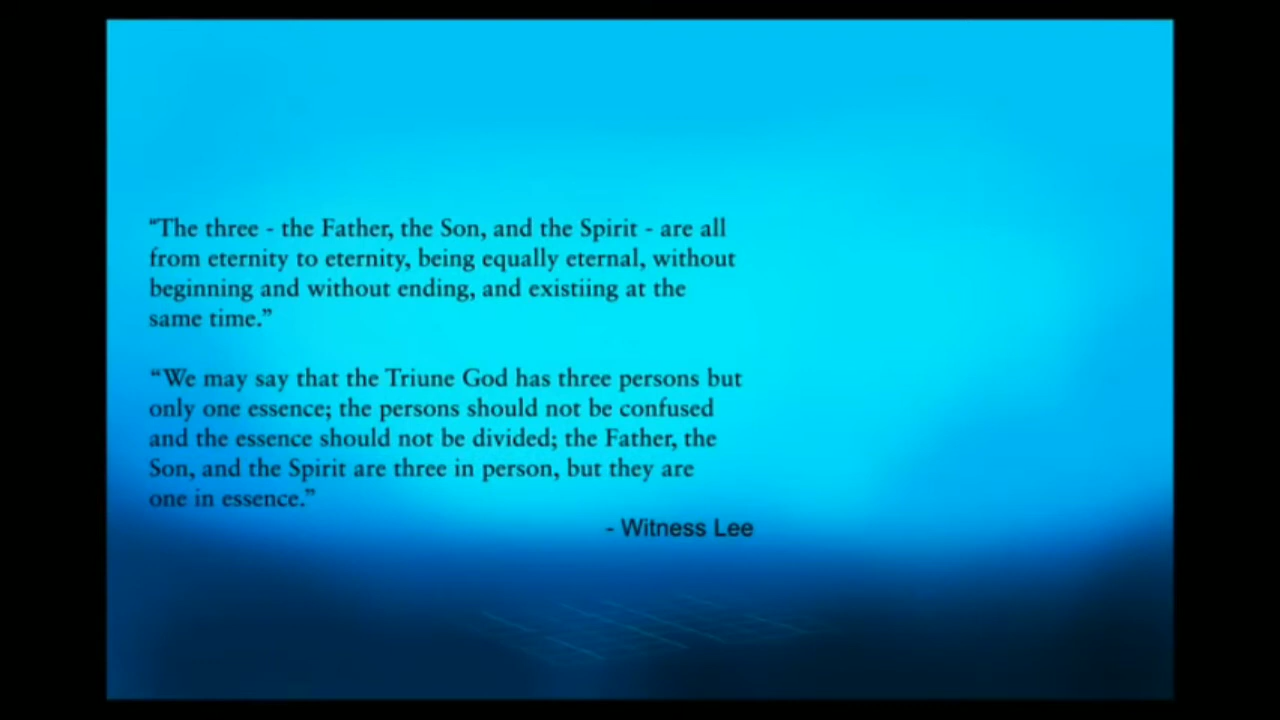 “The three - the Father, the Son, and the Spirit - are all
from eternity to eternity, being equally eternal, without
beginning and without ending, and existiing at the
same time.”
“We may say that the Triune God has three persons but
only one essence; the persons should not be confused
and the essence should not be divided; the Father, the
Son, and the Spirit are three in person, but they are
one in essence.”
- Witness Lee